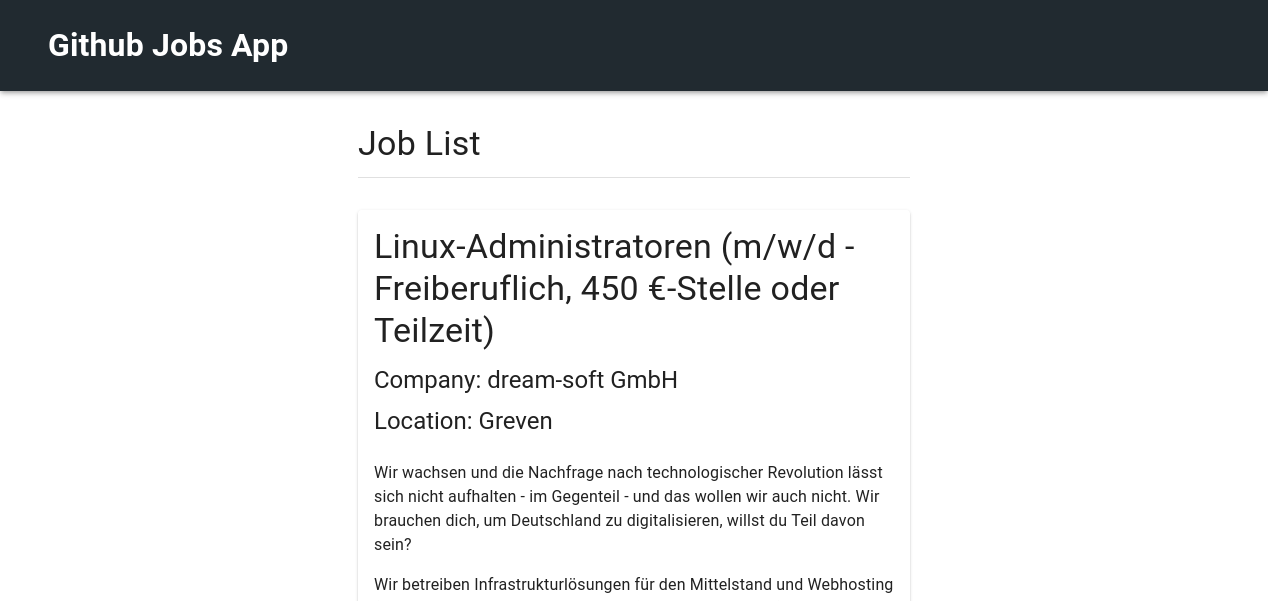 Github Jobs App
Job List
Linux-Administratoren (m/w/d -
Freiberuflich, 450 €-Stelle oder
Teilzeit)
Company: dream-soft GmbH
Location: Greven
Wir wachsen und die Nachfrage nach technologischer Revolution lässt
sich nicht aufhalten - im Gegenteil - und das wollen wir auch nicht. Wir
brauchen dich, um Deutschland zu digitalisieren, willst du Teil davon
sein?
Wir betreiben Infrastrukturlösungen für den Mittelstand und Webhosting